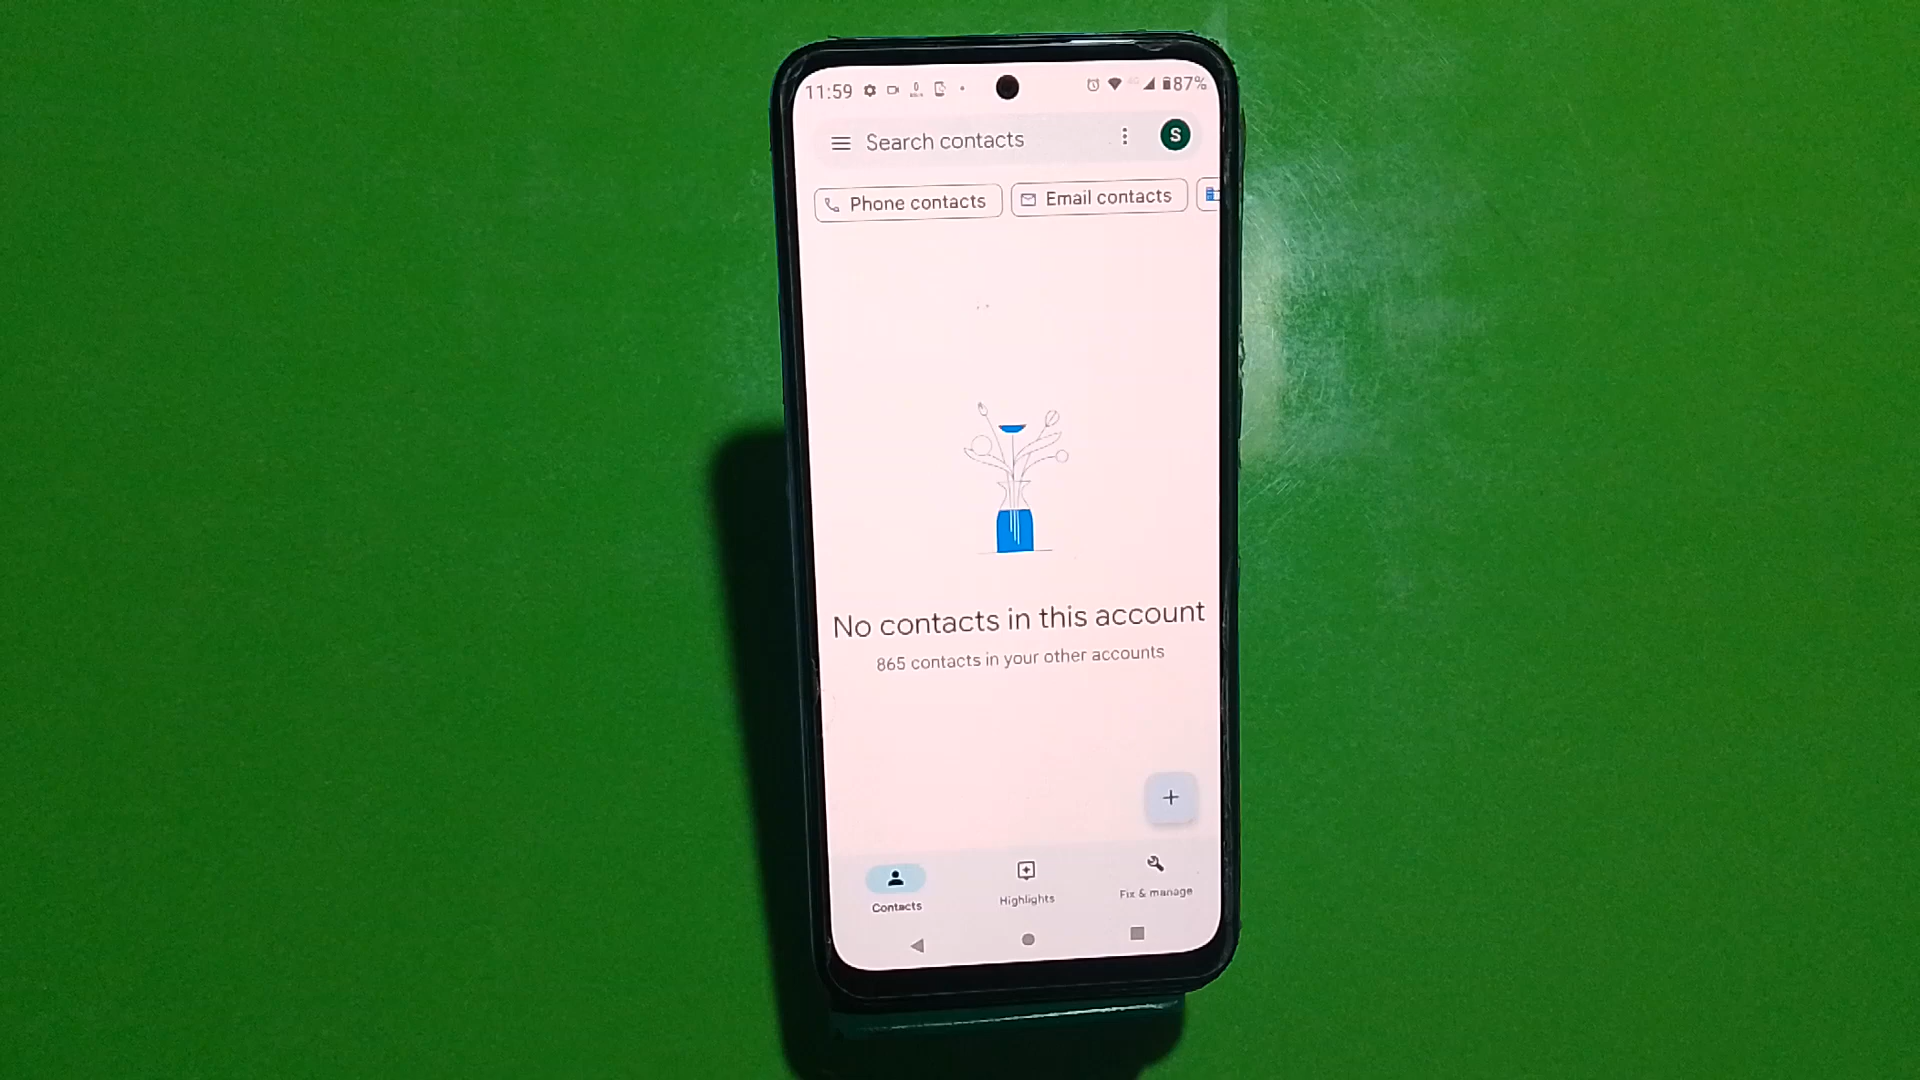 11:59
87%
Search contacts
S
Phone contacts
Email contacts
No contacts in this account
865 contacts in your other accounts
+
Contacts
Highlights
Fix & manage